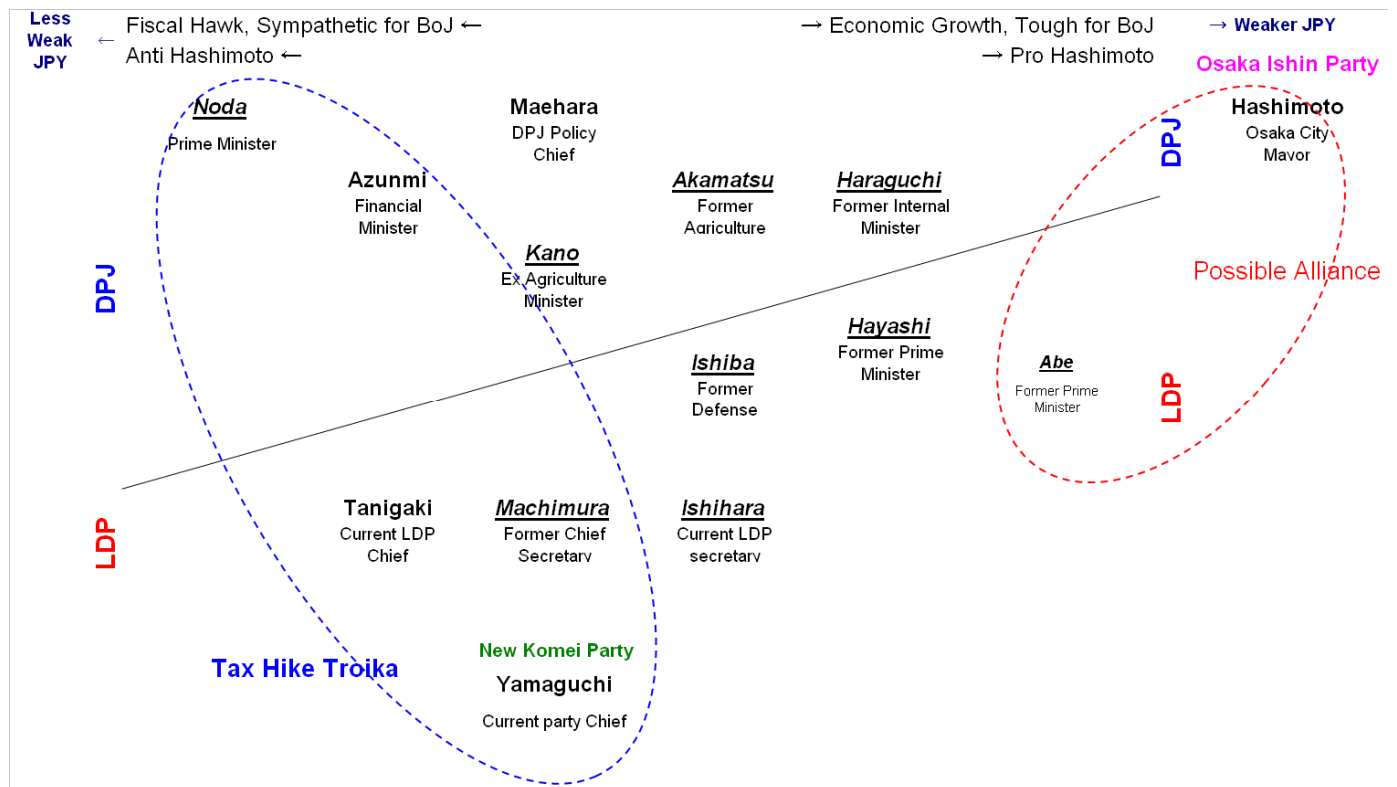 Less
Weak
JPY
←
Fiscal Hawk, Sympathetic for BoJ ←
Anti Hashimoto ←
→ Economic Growth, Tough for BoJ
→ Pro Hashimoto
→ Weaker JPY
Osaka Ishin Party
Noda
Prime Minister
Maehara
DPJ Policy
Chief
DPJ
Hashimoto
Osaka City
Mayor
Azunmi
Financial
Minister
Akamatsu
Former
Agriculture
Haraguchi
Former Internal
Minister
Kano
Ex Agriculture
Minister
DPJ
Possible Alliance
Hayashi
Former Prime
Minister
Ishiba
Former
Defense
Abe
Former Prime
Minister
LDP
LDP
Tanigaki
Current LDP
Chief
Machimura
Former Chief
Secretary
Ishihara
Current LDP
secretary
Tax Hike Troika
New Komei Party
Yamaguchi
Current party Chief